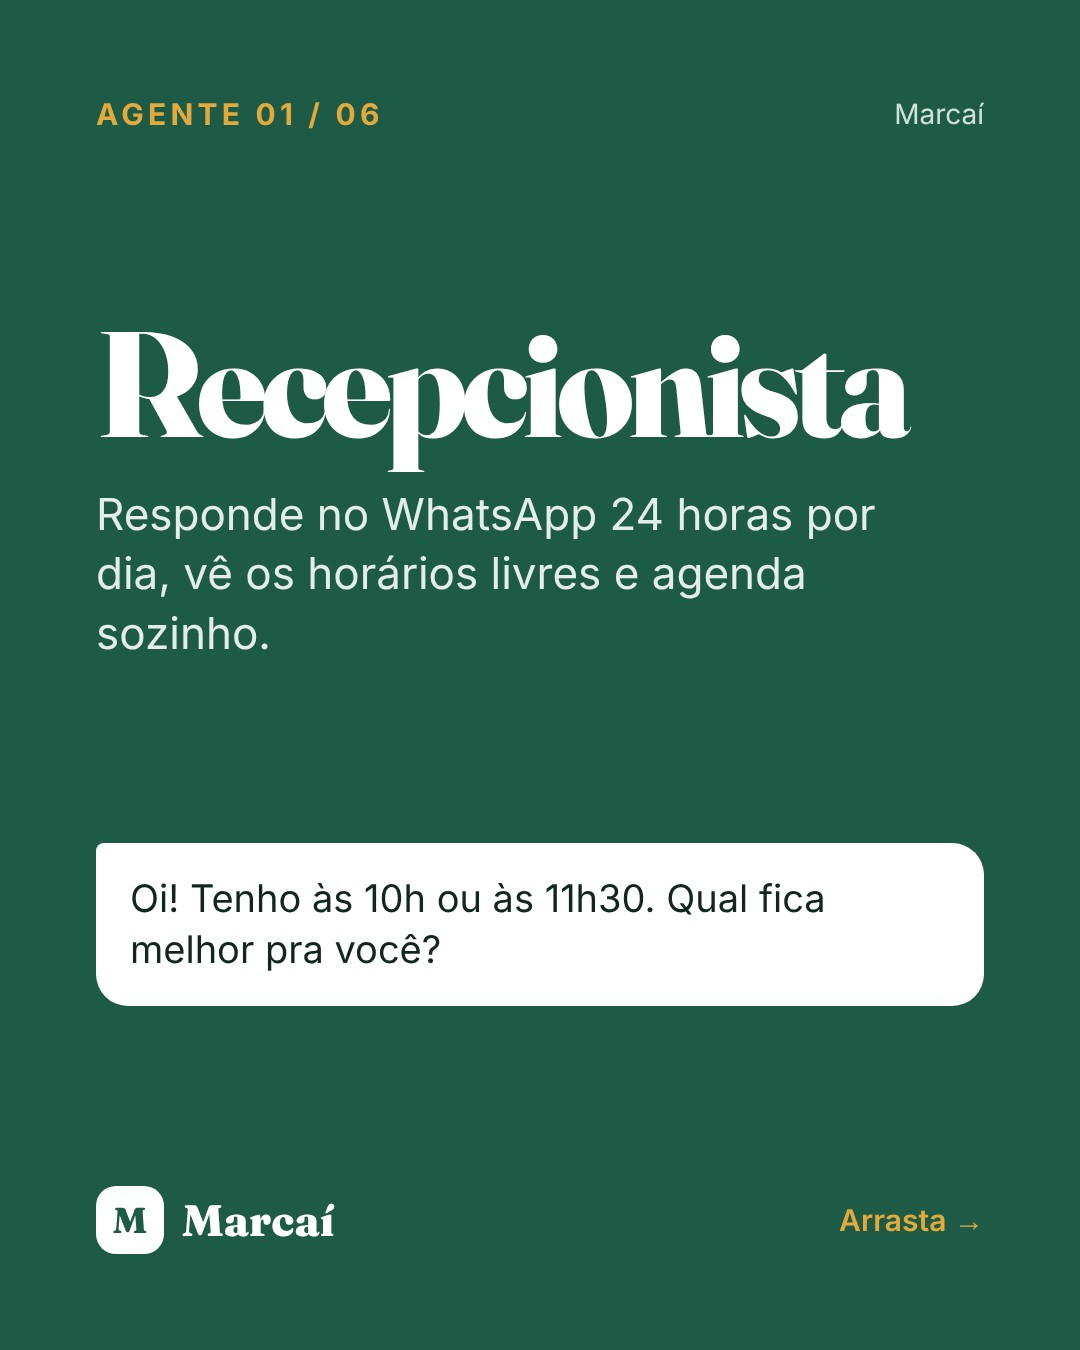 AGENTE 01 / 06
Marcaí
Recepcionista
Responde no WhatsApp 24 horas por
dia, vê os horários livres e agenda
sozinho.
Oi! Tenho às 10h ou às 11h30. Qual fica
melhor pra você?
M Marcaí
Arrasta →